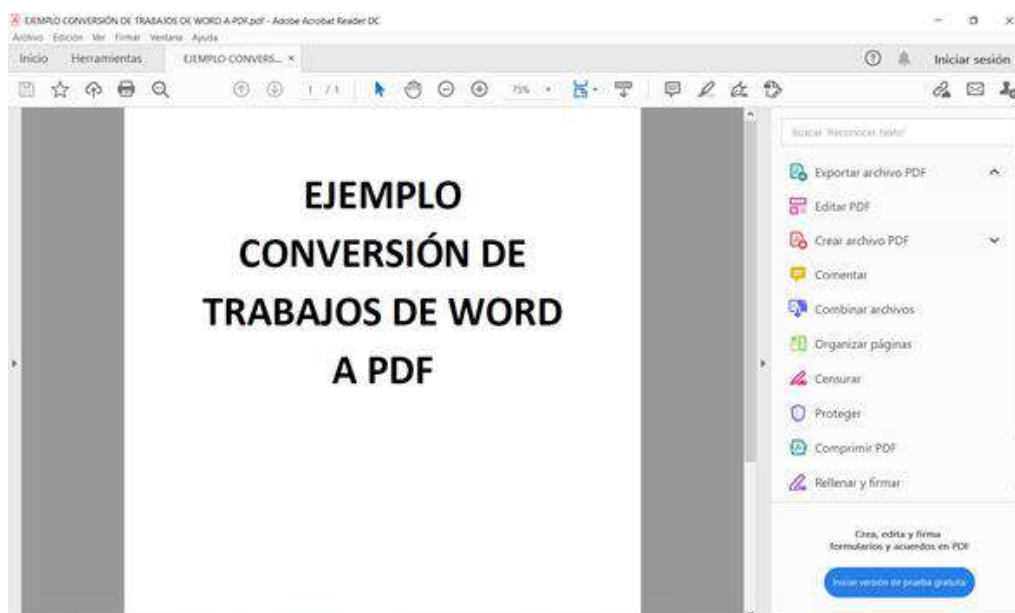 EJEMPLO CONVERSIÓN DE TRABAJOS DE WORD A PDF.pdf - Adobe Acrobat Reader DC
Archivo Edición Ver Firmar Ventana Ayuda
Inicio Herramientas EJEMPLO CONVERS... × Iniciar sesión
1 / 1 75%
EJEMPLO
CONVERSIÓN DE
TRABAJOS DE WORD
A PDF
Buscar 'Reconocer texto'
Exportar archivo PDF
Editar PDF
Crear archivo PDF
Comentar
Combinar archivos
Organizar páginas
Censurar
Proteger
Comprimir PDF
Rellenar y firmar
Crea, edita y firma
formularios y acuerdos en PDF
Iniciar versión de prueba gratuita